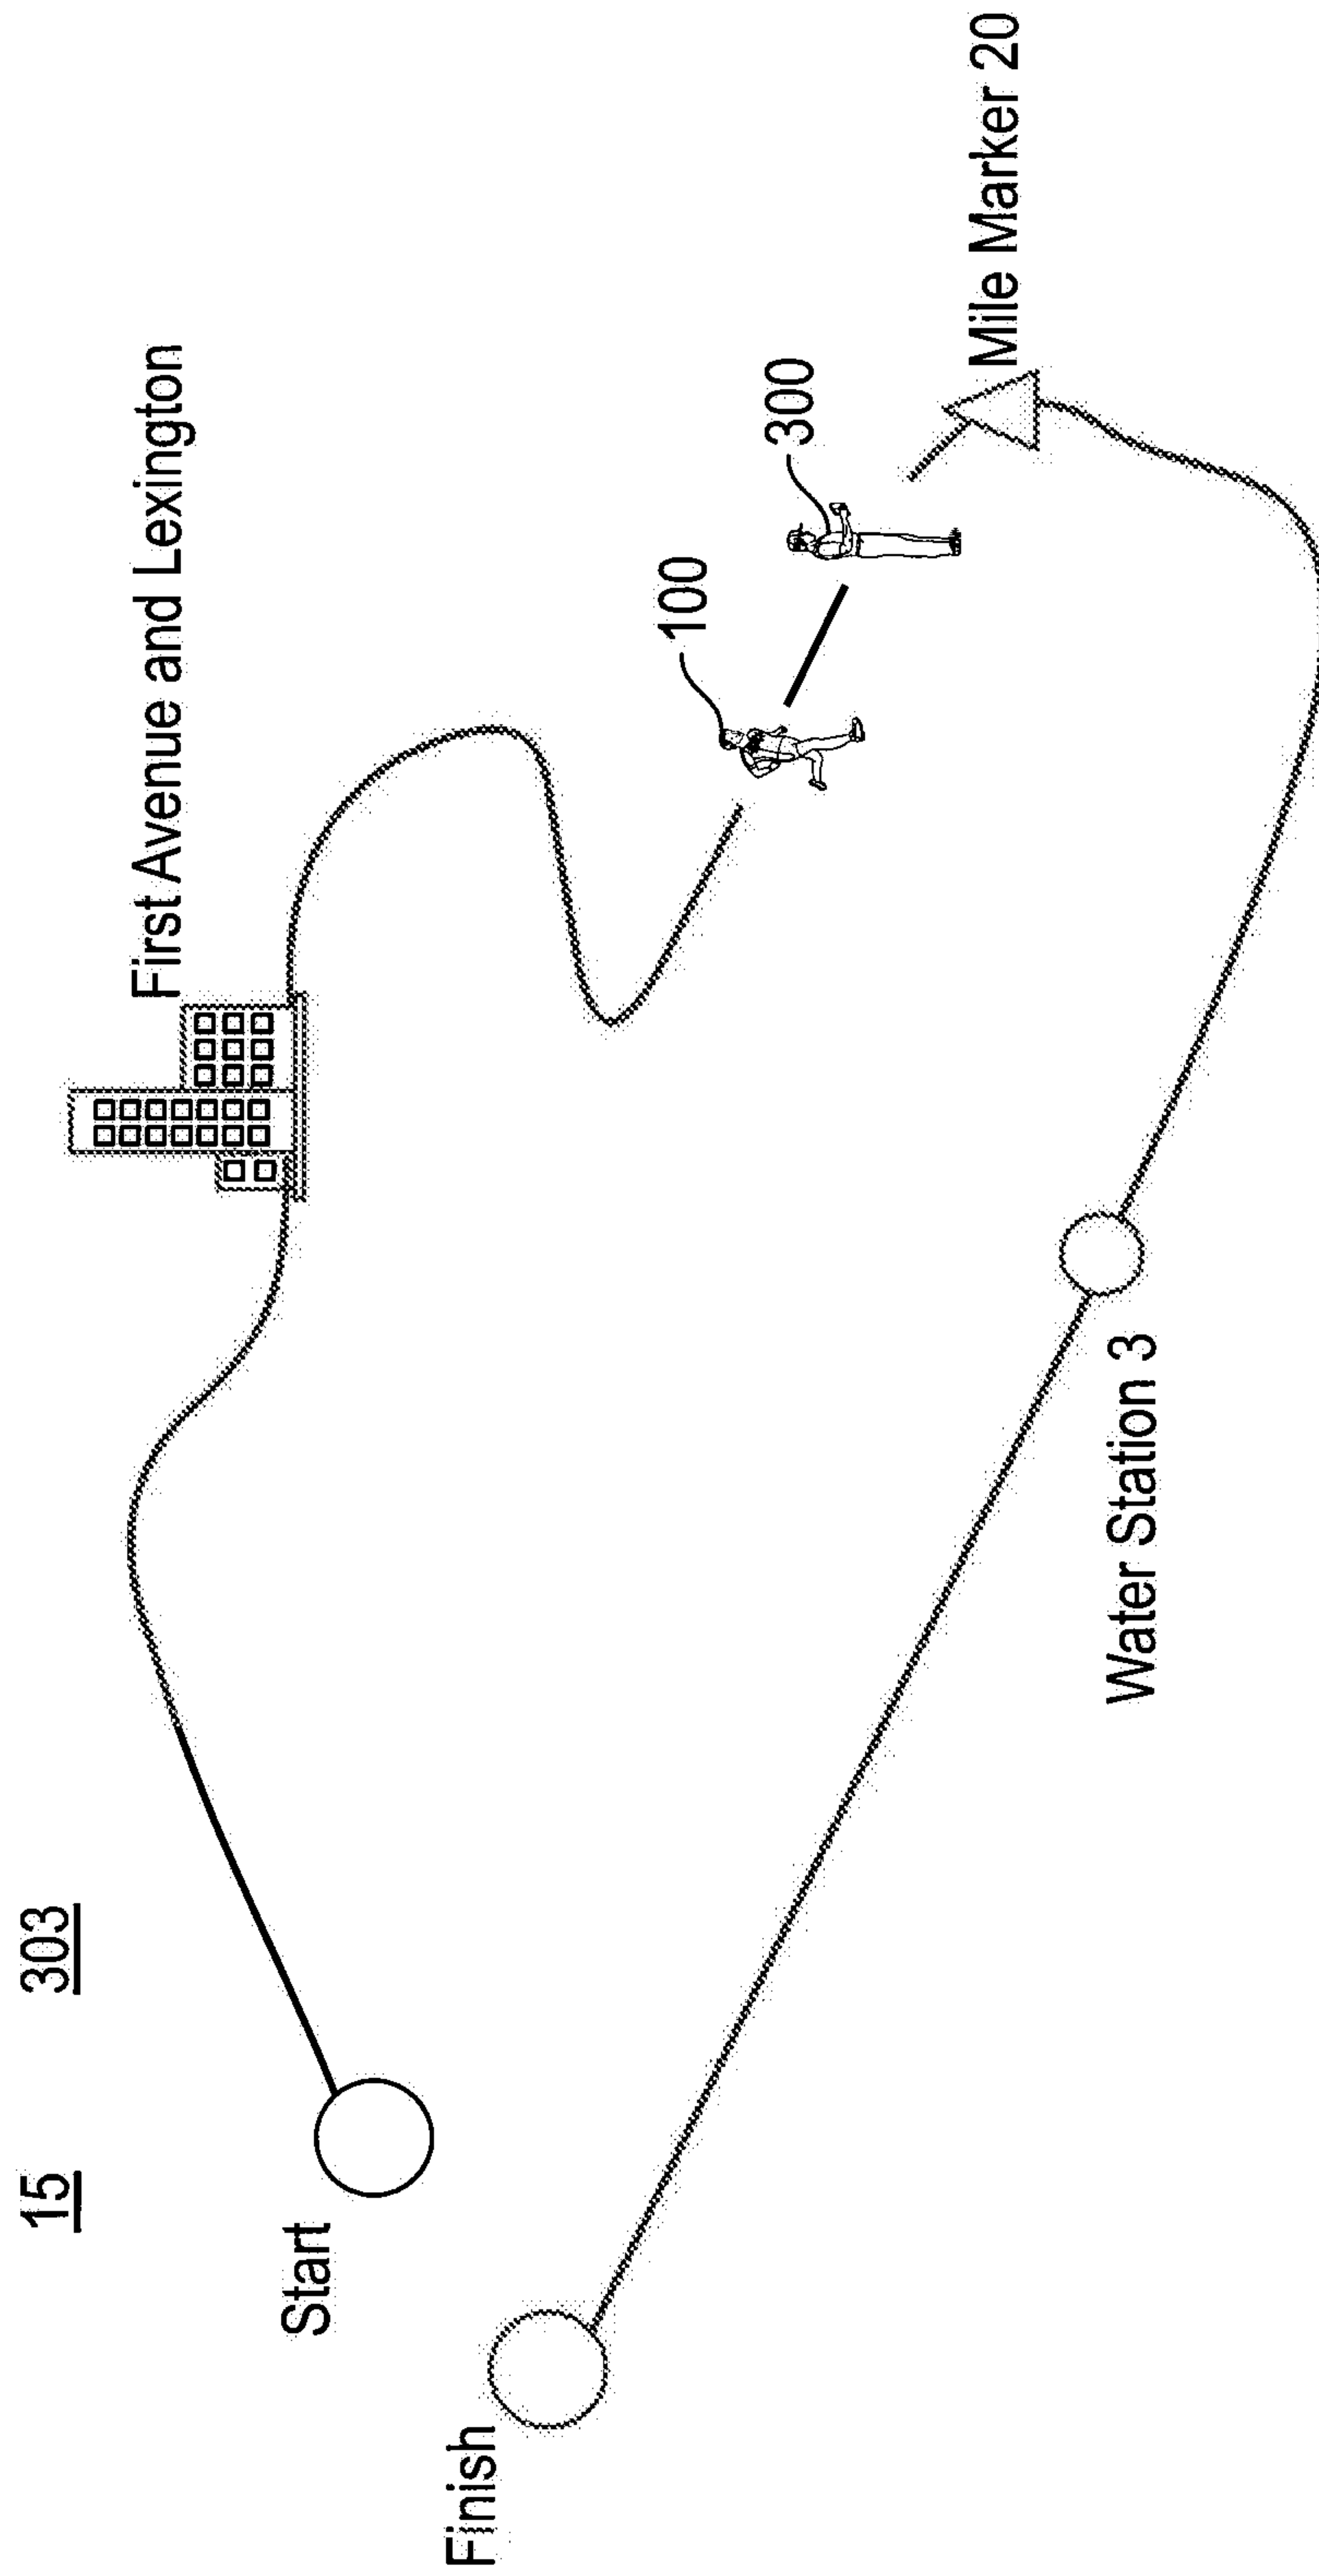 15 303
First Avenue and Lexington
Start
Finish
100
300
Mile Marker 20
Water Station 3